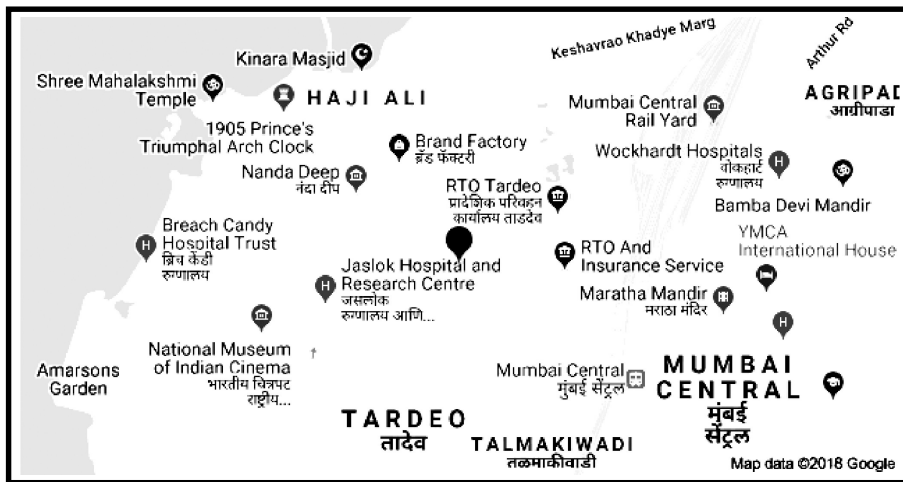 Keshavrao Khadye Marg
Arthur Rd
Kinara Masjid
Shree Mahalakshmi
Temple
HAJI ALI
AGRIPAD
आग्रीपाडा
Mumbai Central
Rail Yard
1905 Prince's
Triumphal Arch Clock
Brand Factory
ब्रँड फॅक्टरी
Wockhardt Hospitals
वोकहार्ट
रुग्णालय
Nanda Deep
नंदा दीप
RTO Tardeo
प्रादेशिक परिवहन
कार्यालय ताडदेव
Bamba Devi Mandir
Breach Candy
Hospital Trust
ब्रिच कँडी
रुग्णालय
YMCA
International House
RTO And
Insurance Service
Jaslok Hospital and
Research Centre
जसलोक
रुग्णालय आणि...
Maratha Mandir
मराठा मंदिर
National Museum
of Indian Cinema
भारतीय चित्रपट
राष्ट्रीय...
Amarsons
Garden
Mumbai Central
मुंबई सेंट्रल
MUMBAI
CENTRAL
मुंबई
सेंट्रल
TARDEO
तादेव
TALMAKIWADI
तळमाकीवाडी
Map data ©2018 Google